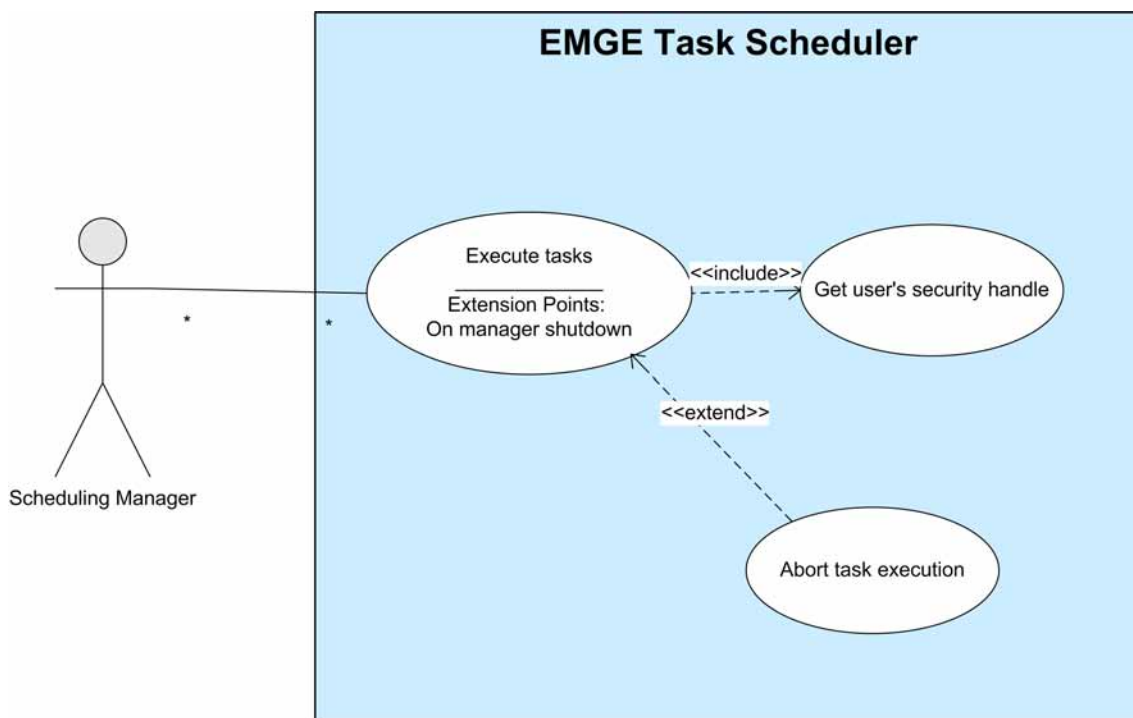 EMGE Task Scheduler
Execute tasks
Extension Points:
On manager shutdown
<<include>>
Get user's security handle
*
*
<<extend>>
Scheduling Manager
Abort task execution